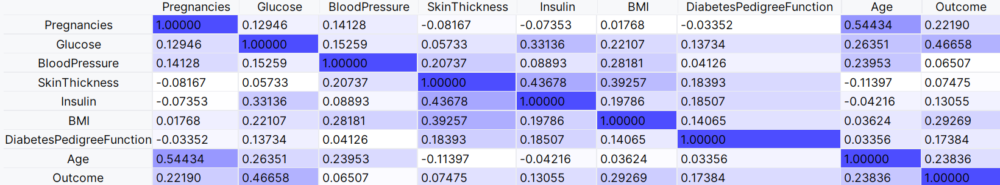 Pregnancies Glucose BloodPressure SkinThickness Insulin BMI DiabetesPedigreeFunction Age Outcome
Pregnancies 1.00000 0.12946 0.14128 -0.08167 -0.07353 0.01768 -0.03352 0.54434 0.22190
Glucose 0.12946 1.00000 0.15259 0.05733 0.33136 0.22107 0.13734 0.26351 0.46658
BloodPressure 0.14128 0.15259 1.00000 0.20737 0.08893 0.28181 0.04126 0.23953 0.06507
SkinThickness -0.08167 0.05733 0.20737 1.00000 0.43678 0.39257 0.18393 -0.11397 0.07475
Insulin -0.07353 0.33136 0.08893 0.43678 1.00000 0.19786 0.18507 -0.04216 0.13055
BMI 0.01768 0.22107 0.28181 0.39257 0.19786 1.00000 0.14065 0.03624 0.29269
DiabetesPedigreeFunction -0.03352 0.13734 0.04126 0.18393 0.18507 0.14065 1.00000 0.03356 0.17384
Age 0.54434 0.26351 0.23953 -0.11397 -0.04216 0.03624 0.03356 1.00000 0.23836
Outcome 0.22190 0.46658 0.06507 0.07475 0.13055 0.29269 0.17384 0.23836 1.00000